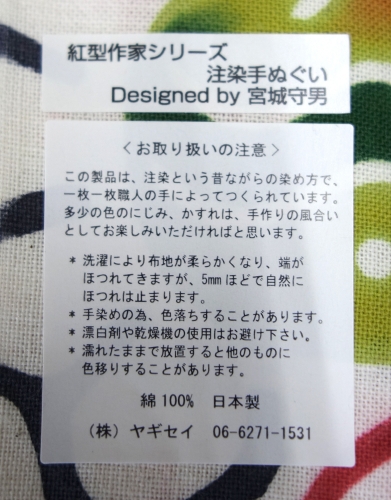 紅型作家シリーズ
注染手ぬぐい
Designed by 宮城守男
〈お取り扱いの注意〉
この製品は、注染という昔ながらの染め方で、
一枚一枚職人の手によってつくられています。
多少の色のにじみ、かすれは、手作りの風合い
としてお楽しみいただければと思います。
* 洗濯により布地が柔らかくなり、端が
ほつれてきますが、5mm ほどで自然に
ほつれは止まります。
* 手染めの為、色落ちすることがあります。
* 漂白剤や乾燥機の使用はお避け下さい。
* 濡れたままで放置すると他のものに
色移りすることがあります。
綿 100%　日本製
（株）ヤギセイ　06-6271-1531